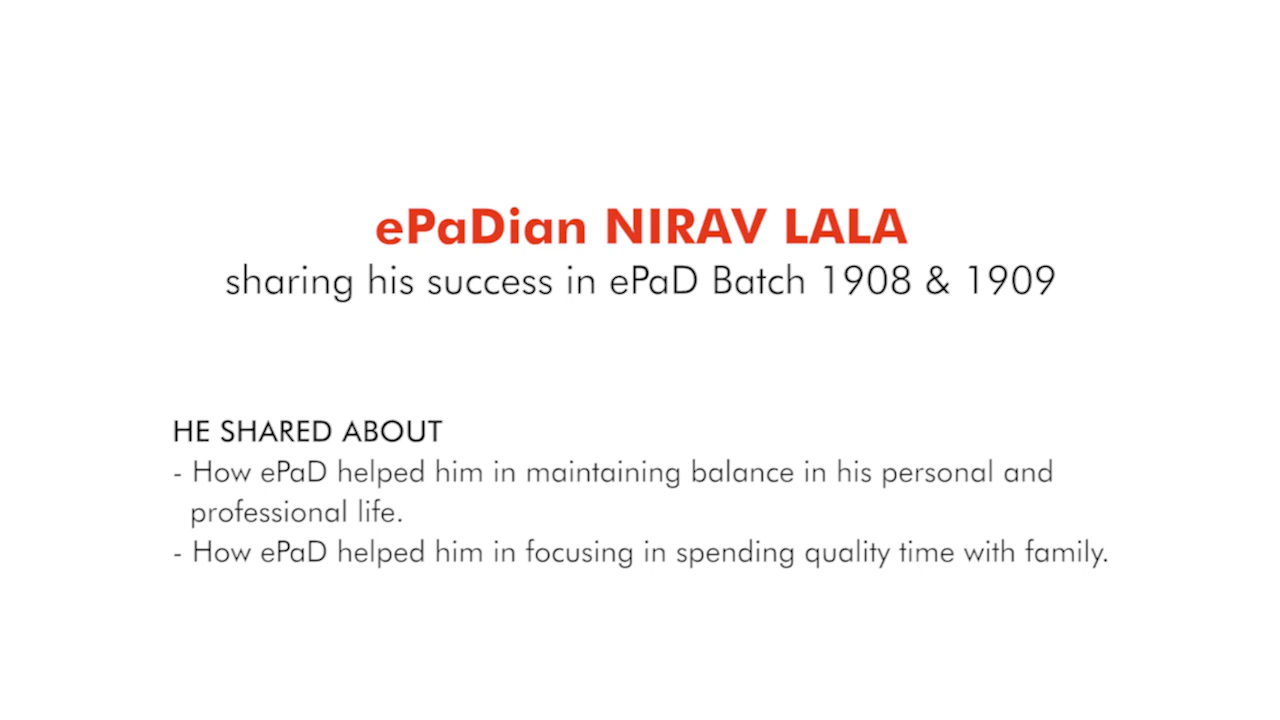 ePaDian NIRAV LALA
sharing his success in ePaD Batch 1908 & 1909
HE SHARED ABOUT
- How ePaD helped him in maintaining balance in his personal and
professional life.
- How ePaD helped him in focusing in spending quality time with family.